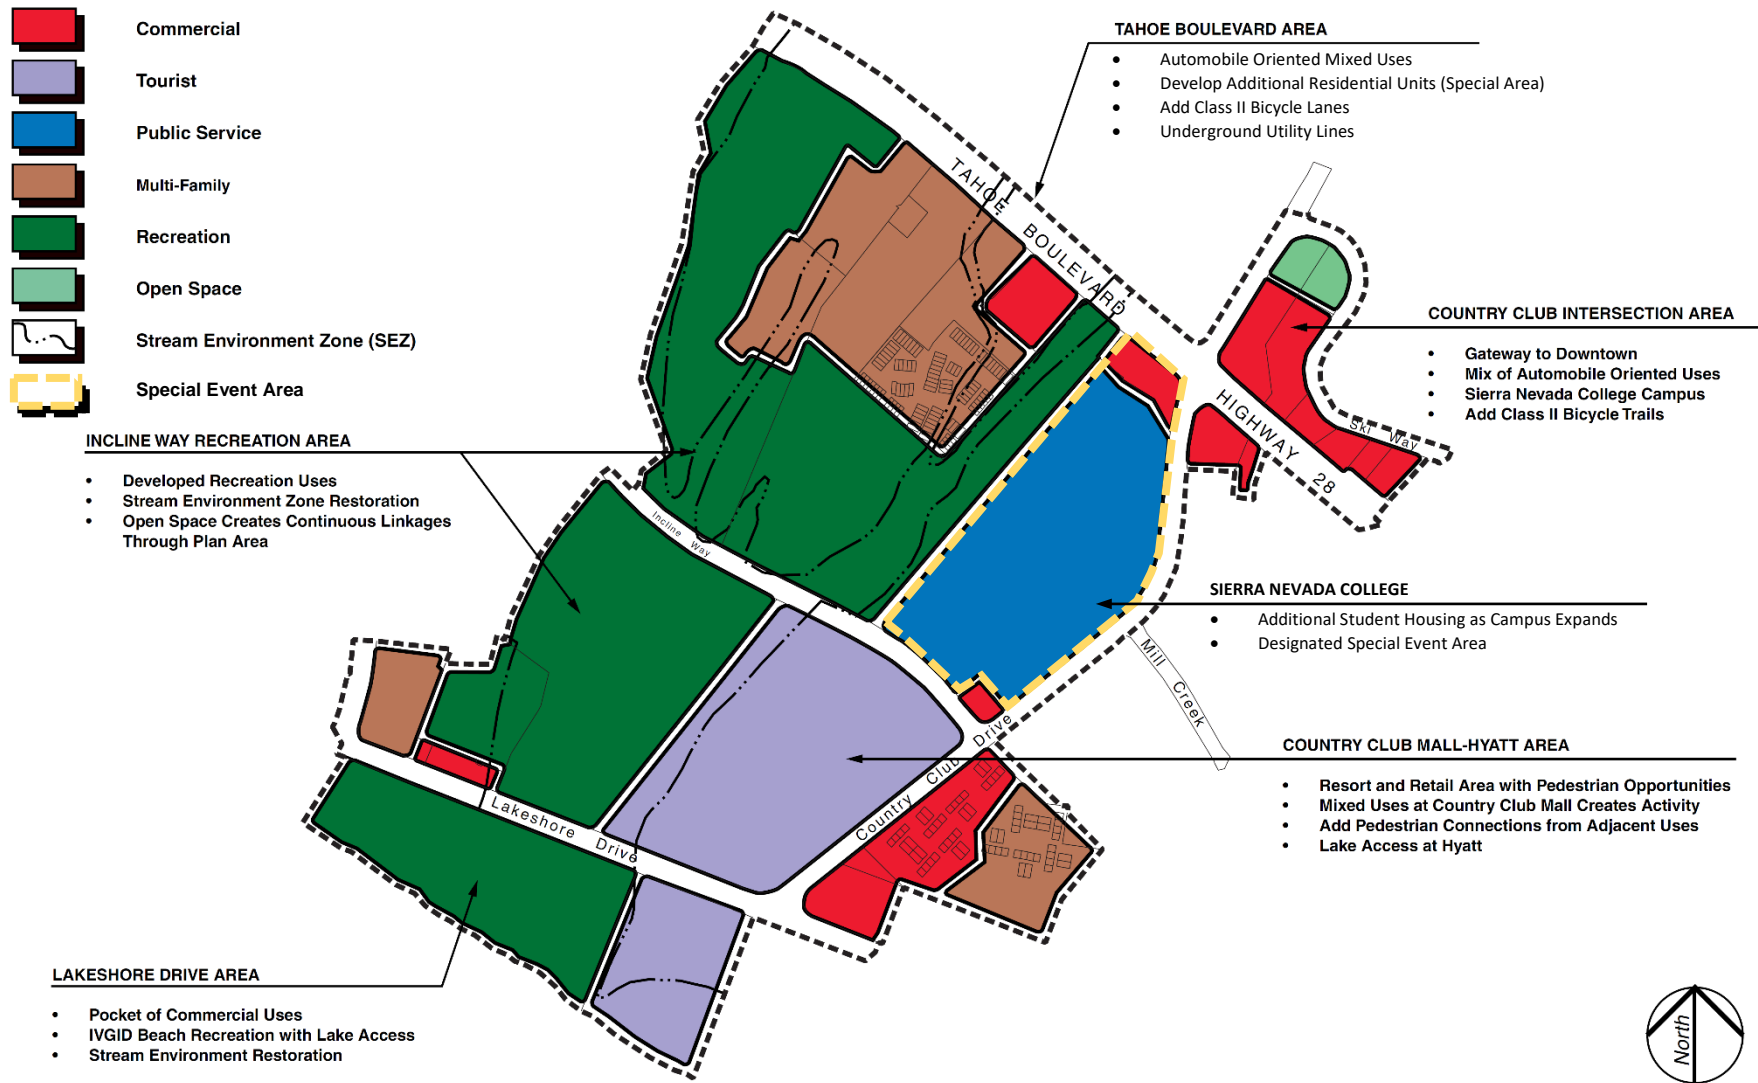 Commercial
Tourist
Public Service
Multi-Family
Recreation
Open Space
Stream Environment Zone (SEZ)
Special Event Area
TAHOE BOULEVARD AREA
• Automobile Oriented Mixed Uses
• Develop Additional Residential Units (Special Area)
• Add Class II Bicycle Lanes
• Underground Utility Lines
TAHOE BOULEVARD
COUNTRY CLUB INTERSECTION AREA
• Gateway to Downtown
• Mix of Automobile Oriented Uses
• Sierra Nevada College Campus
• Add Class II Bicycle Trails
HIGHWAY 28
Ski Way
INCLINE WAY RECREATION AREA
• Developed Recreation Uses
• Stream Environment Zone Restoration
• Open Space Creates Continuous Linkages
Through Plan Area
Incline Way
SIERRA NEVADA COLLEGE
• Additional Student Housing as Campus Expands
• Designated Special Event Area
Mill Creek
Country Club Drive
Lakeshore Drive
COUNTRY CLUB MALL-HYATT AREA
• Resort and Retail Area with Pedestrian Opportunities
• Mixed Uses at Country Club Mall Creates Activity
• Add Pedestrian Connections from Adjacent Uses
• Lake Access at Hyatt
LAKESHORE DRIVE AREA
• Pocket of Commercial Uses
• IVGID Beach Recreation with Lake Access
• Stream Environment Restoration
North